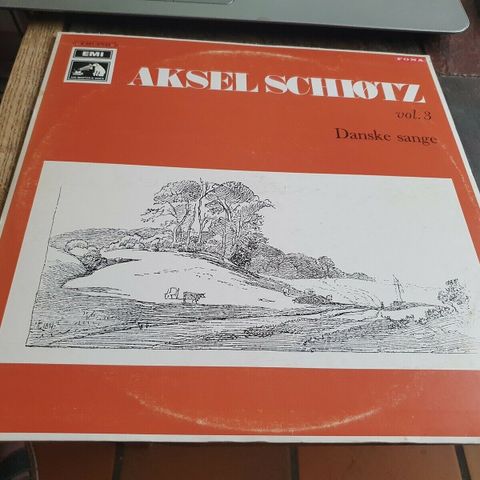 EMI
FONA
AKSEL SCHIØTZ
vol. 3
Danske sange